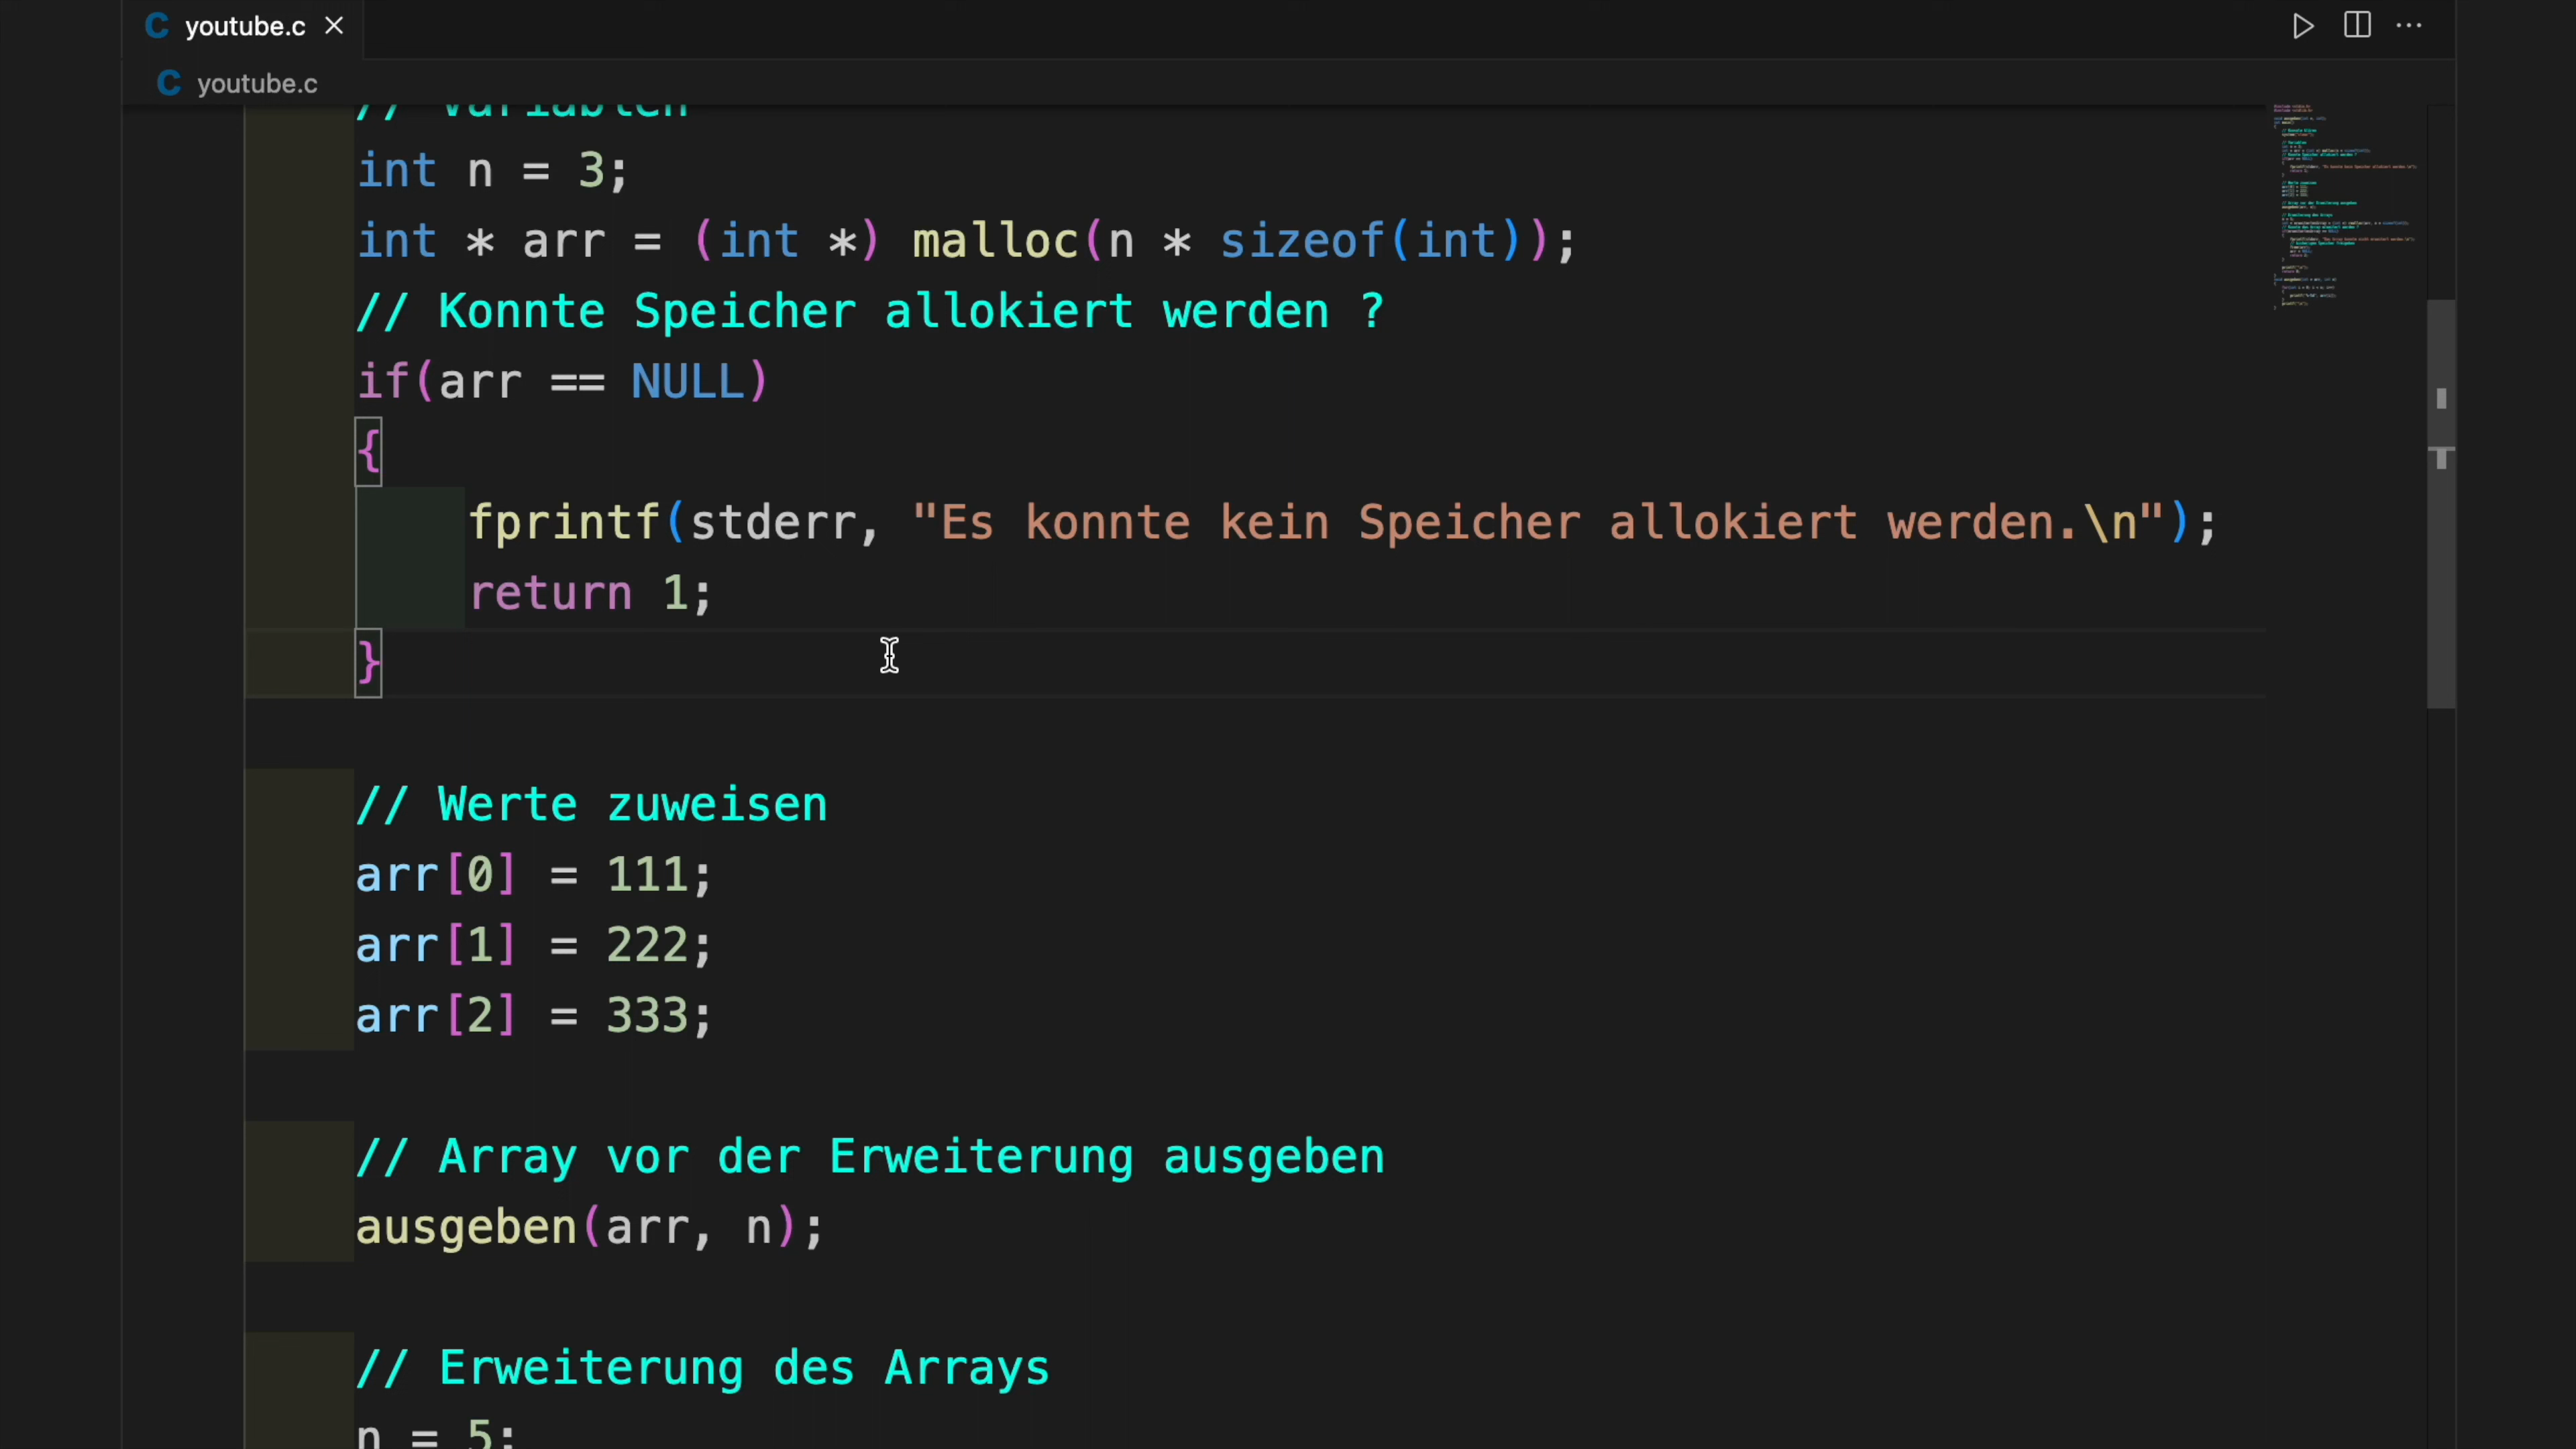 C youtube.c ×
C youtube.c
// Variablen
int n = 3;
int * arr = (int *) malloc(n * sizeof(int));
// Konnte Speicher allokiert werden ?
if(arr == NULL)
{
fprintf(stderr, "Es konnte kein Speicher allokiert werden.\n");
return 1;
}
// Werte zuweisen
arr[0] = 111;
arr[1] = 222;
arr[2] = 333;
// Array vor der Erweiterung ausgeben
ausgeben(arr, n);
// Erweiterung des Arrays
n = 5;